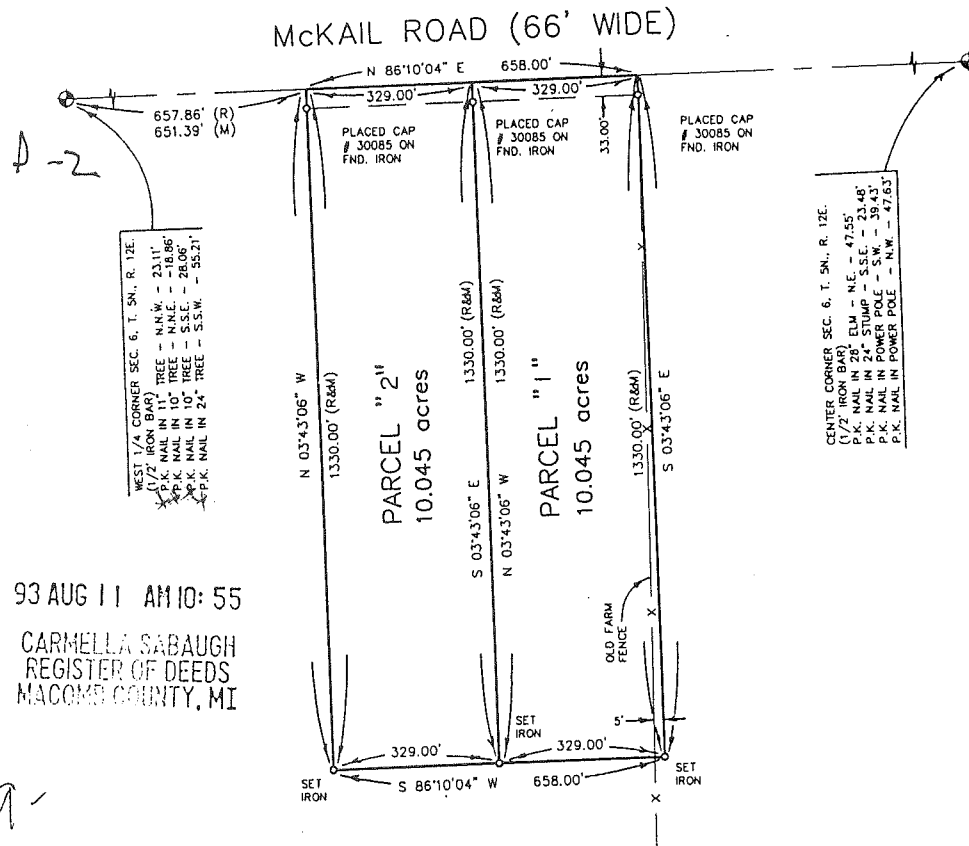 McKAIL ROAD (66' WIDE)
N 86°10'04" E 658.00'
329.00' 329.00'
657.86' (R)
651.39' (M)
PLACED CAP
# 30085 ON
FND. IRON
PLACED CAP
# 30085 ON
FND. IRON
33.00'
PLACED CAP
# 30085 ON
FND. IRON
WEST 1/4 CORNER SEC. 6, T. 5N., R. 12E.
(1/2' IRON BAR)
P.K. NAIL IN 11" TREE - N.N.W. - 23.11'
P.K. NAIL IN 10" TREE - N.N.E. - 18.86'
P.K. NAIL IN 10" TREE - S.S.E. - 28.06'
P.K. NAIL IN 24" TREE - S.S.W. - 55.21'
CENTER CORNER SEC. 6, T. 5N., R. 12E.
(1/2' IRON BAR)
P.K. NAIL IN 28" ELM - N.E. - 47.55'
P.K. NAIL IN 24" STUMP - S.S.E. - 23.48'
P.K. NAIL IN POWER POLE - S.W. - 39.43'
P.K. NAIL IN POWER POLE - N.W. - 47.63'
N 03°43'06" W
1330.00' (R&M)
PARCEL "2"
10.045 acres
1330.00' (R&M)
S 03°43'06" E
1330.00' (R&M)
N 03°43'06" W
PARCEL "1"
10.045 acres
1330.00' (R&M)
S 03°43'06" E
OLD FARM
FENCE
93 AUG 11 AM 10: 55
CARMELLA SABAUGH
REGISTER OF DEEDS
MACOMB COUNTY, MI
5'
SET
IRON
329.00' 329.00'
S 86°10'04" W 658.00'
SET
IRON
SET
IRON